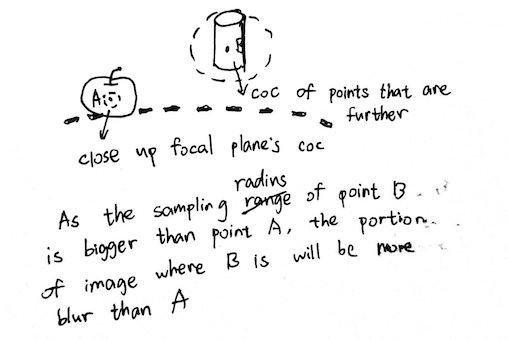 B
A
coc of points that are
further
close up focal plane's coc
radius
As the sampling range of point B
is bigger than point A, the portion
of image where B is will be more
blur than A